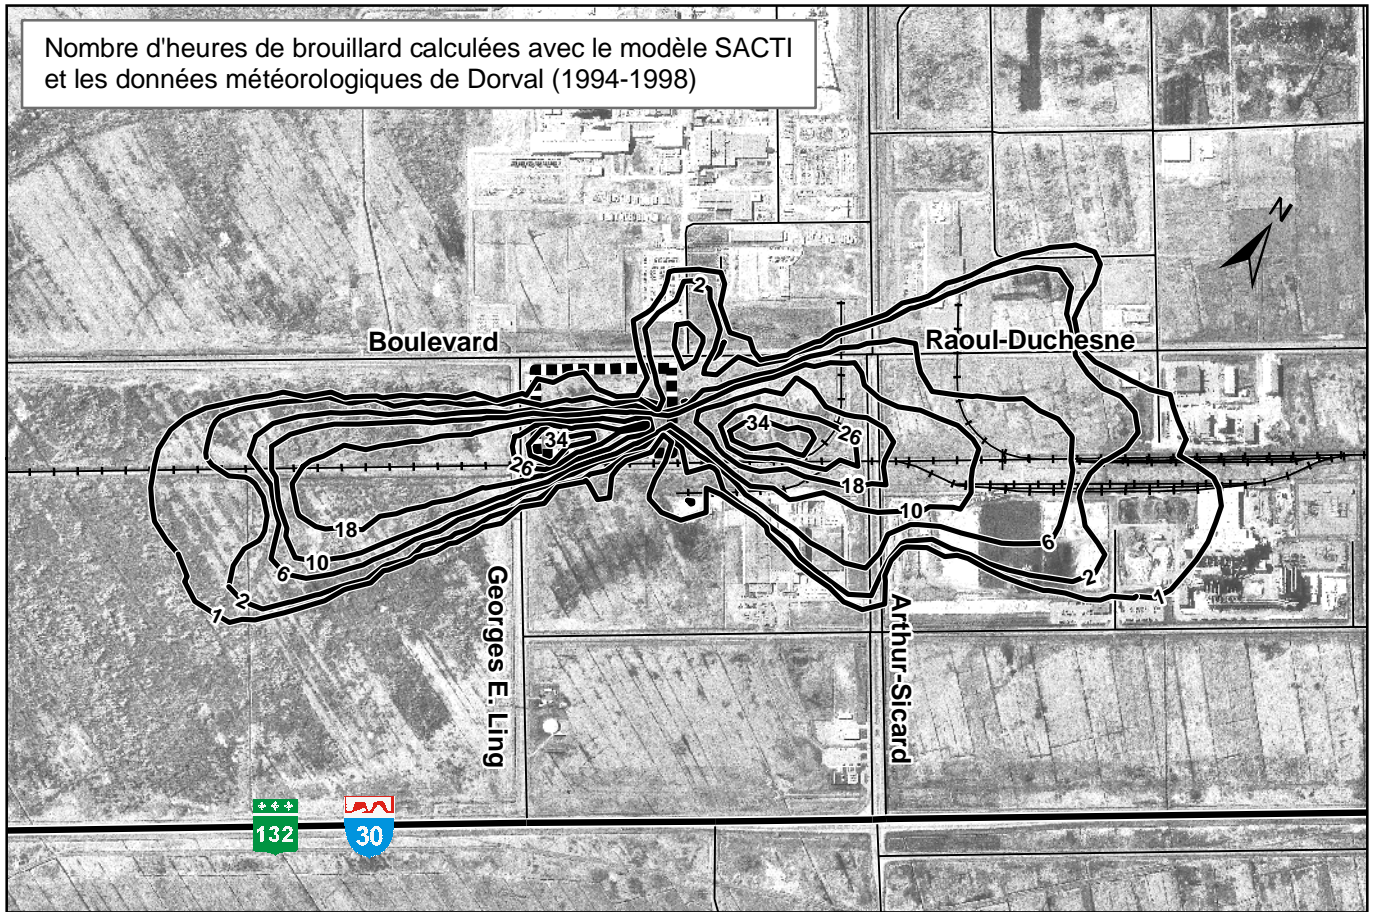 Nombre d'heures de brouillard calculées avec le modèle SACTI
et les données météorologiques de Dorval (1994-1998)
N
2
Boulevard
Raoul-Duchesne
34
34
26
26
18
18
10
10
6
6
2
2
1
1
Georges E. Ling
Arthur-Sicard
132
30